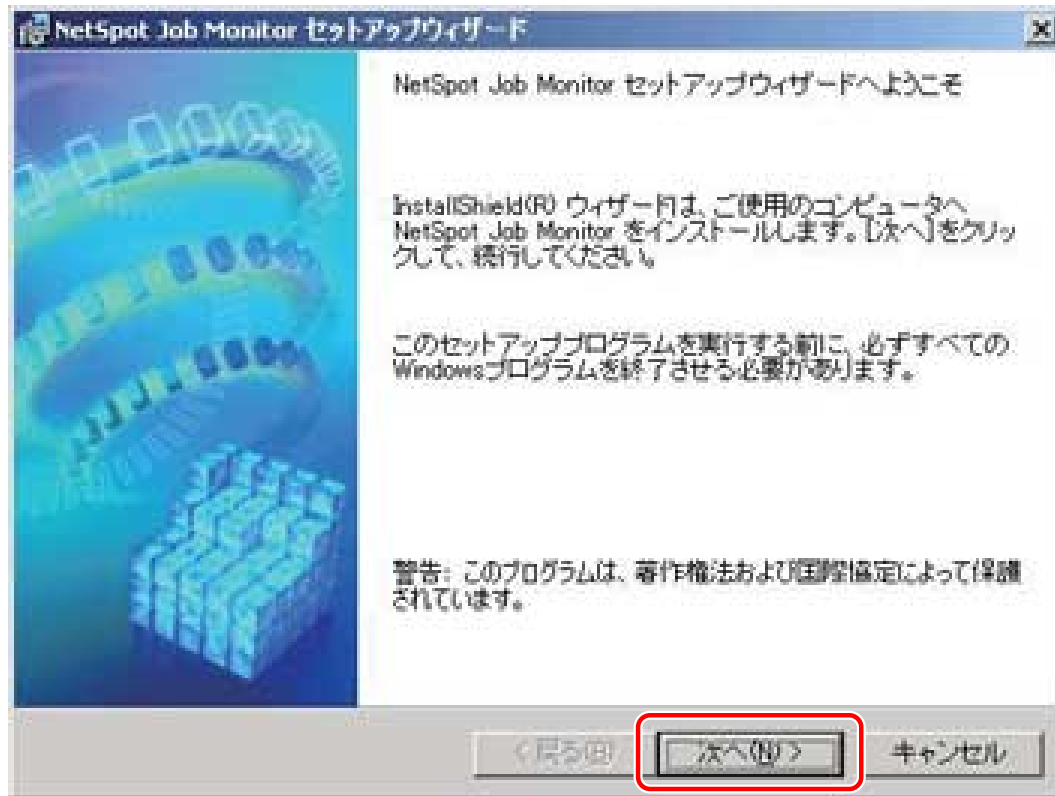 NetSpot Job Monitor セットアップウィザード
NetSpot Job Monitor セットアップウィザードへようこそ
InstallShield(R) ウィザードは、ご使用のコンピュータへ
NetSpot Job Monitor をインストールします。[次へ]をクリッ
クして、続行してください。
このセットアッププログラムを実行する前に、必ずすべての
Windowsプログラムを終了させる必要があります。
警告: このプログラムは、著作権法および国際協定によって保護
されています。
< 戻る(B)
次へ(N) >
キャンセル